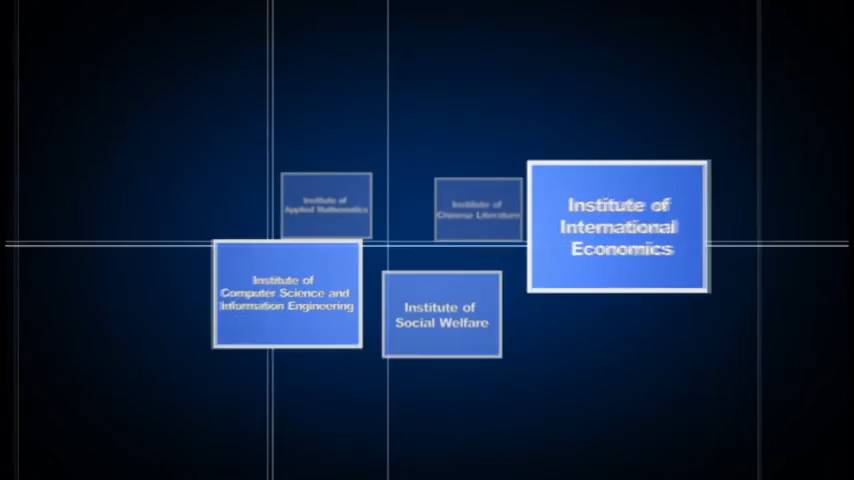 Institute of
Applied Mathematics
Institute of
Chinese Literature
Institute of
International
Economics
Institute of
Computer Science and
Information Engineering
Institute of
Social Welfare